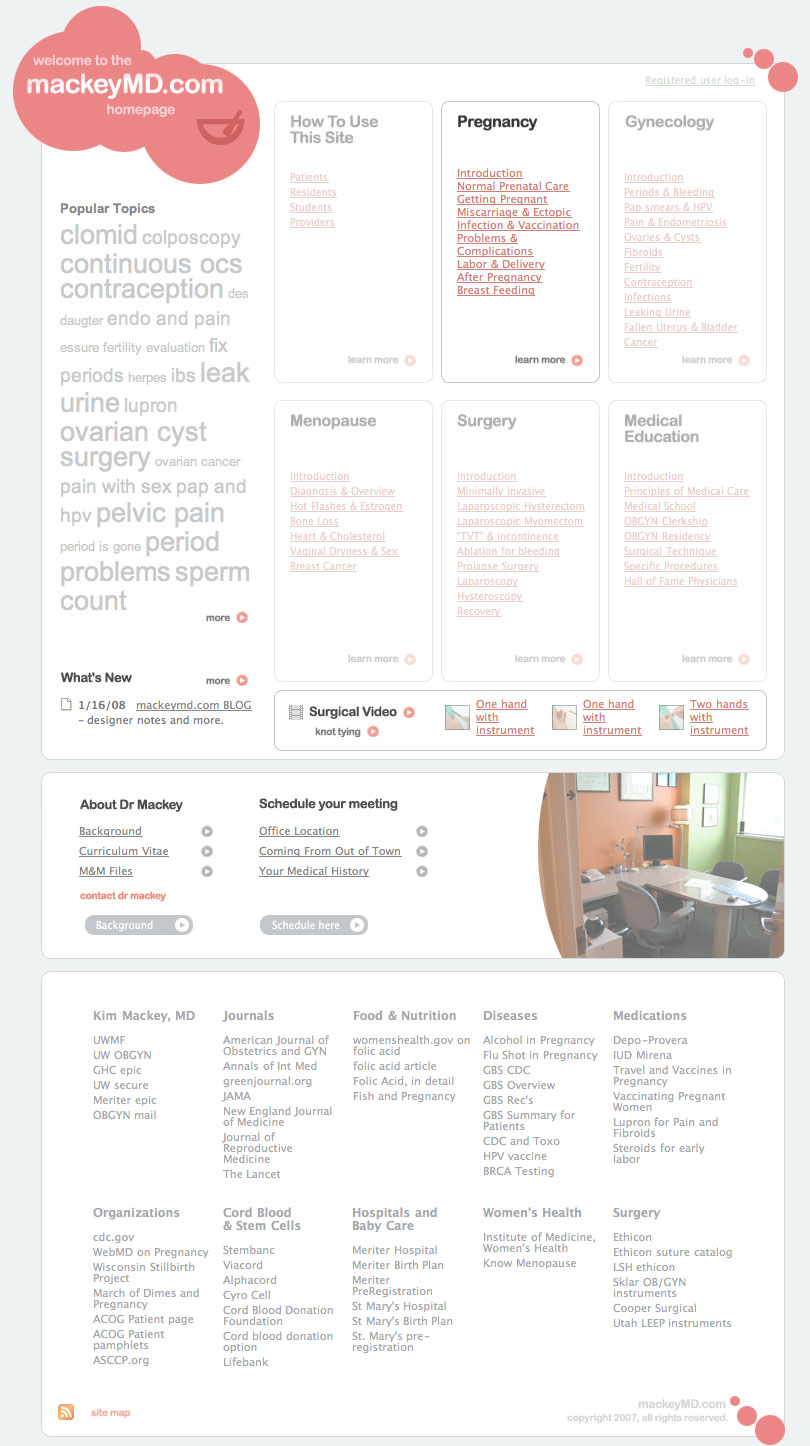 welcome to the
mackeyMD.com
homepage
Registered user log-in
Popular Topics
clomid colposcopy
continuous ocs
contraception des
daugter endo and pain
essure fertility evaluation fix
periods herpes ibs leak
urine lupron
ovarian cyst
surgery ovarian cancer
pain with sex pap and
hpv pelvic pain
period is gone period
problems sperm
count
more
What's New
more
1/16/08 mackeymd.com BLOG
– designer notes and more.
How To Use
This Site
Patients
Residents
Students
Providers
learn more
Pregnancy
Introduction
Normal Prenatal Care
Getting Pregnant
Miscarriage & Ectopic
Infection & Vaccination
Problems &
Complications
Labor & Delivery
After Pregnancy
Breast Feeding
learn more
Gynecology
Introduction
Periods & Bleeding
Pap smears & HPV
Pain & Endometriosis
Ovaries & Cysts
Fibroids
Fertility
Contraception
Infections
Leaking Urine
Fallen Uterus & Bladder
Cancer
learn more
Menopause
Introduction
Diagnosis & Overview
Hot Flashes & Estrogen
Bone Loss
Heart & Cholesterol
Vaginal Dryness & Sex
Breast Cancer
learn more
Surgery
Introduction
Minimally Invasive
Laparoscopic Hysterectom
Laparoscopic Myomectom
"TVT" & incontinence
Ablation for bleeding
Prolapse Surgery
Laparoscopy
Hysteroscopy
Recovery
learn more
Medical
Education
Introduction
Principles of Medical Care
Medical School
OBGYN Clerkship
OBGYN Residency
Surgical Technique
Specific Procedures
Hall of Fame Physicians
learn more
Surgical Video
knot tying
One hand
with
instrument
One hand
with
instrument
Two hands
with
instrument
About Dr Mackey
Background
Curriculum Vitae
M&M Files
contact dr mackey
Background
Schedule your meeting
Office Location
Coming From Out of Town
Your Medical History
Schedule here
Kim Mackey, MD
UWMF
UW OBGYN
GHC epic
UW secure
Meriter epic
OBGYN mail
Journals
American Journal of
Obstetrics and GYN
Annals of Int Med
greenjournal.org
JAMA
New England Journal
of Medicine
Journal of
Reproductive
Medicine
The Lancet
Food & Nutrition
womenshealth.gov on
folic acid
folic acid article
Folic Acid, in detail
Fish and Pregnancy
Diseases
Alcohol in Pregnancy
Flu Shot in Pregnancy
GBS CDC
GBS Overview
GBS Rec's
GBS Summary for
Patients
CDC and Toxo
HPV vaccine
BRCA Testing
Medications
Depo-Provera
IUD Mirena
Travel and Vaccines in
Pregnancy
Vaccinating Pregnant
Women
Lupron for Pain and
Fibroids
Steroids for early
labor
Organizations
cdc.gov
WebMD on Pregnancy
Wisconsin Stillbirth
Project
March of Dimes and
Pregnancy
ACOG Patient page
ACOG Patient
pamphlets
ASCCP.org
Cord Blood
& Stem Cells
Stembanc
Viacord
Alphacord
Cyro Cell
Cord Blood Donation
Foundation
Cord blood donation
option
Lifebank
Hospitals and
Baby Care
Meriter Hospital
Meriter Birth Plan
Meriter
PreRegistration
St Mary's Hospital
St Mary's Birth Plan
St. Mary's pre-
registration
Women's Health
Institute of Medicine,
Women's Health
Know Menopause
Surgery
Ethicon
Ethicon suture catalog
LSH ethicon
Sklar OB/GYN
instruments
Cooper Surgical
Utah LEEP instruments
site map
mackeyMD.com
copyright 2007, all rights reserved.